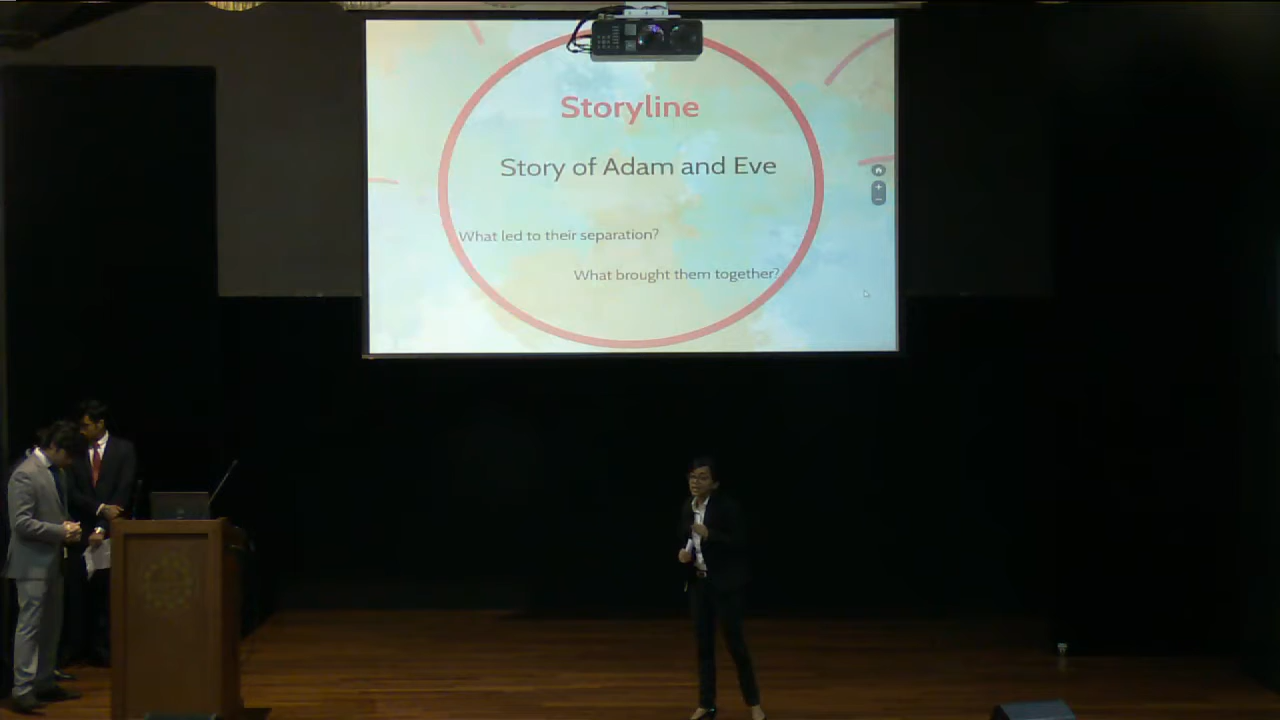 Storyline
Story of Adam and Eve
What led to their separation?
What brought them together?